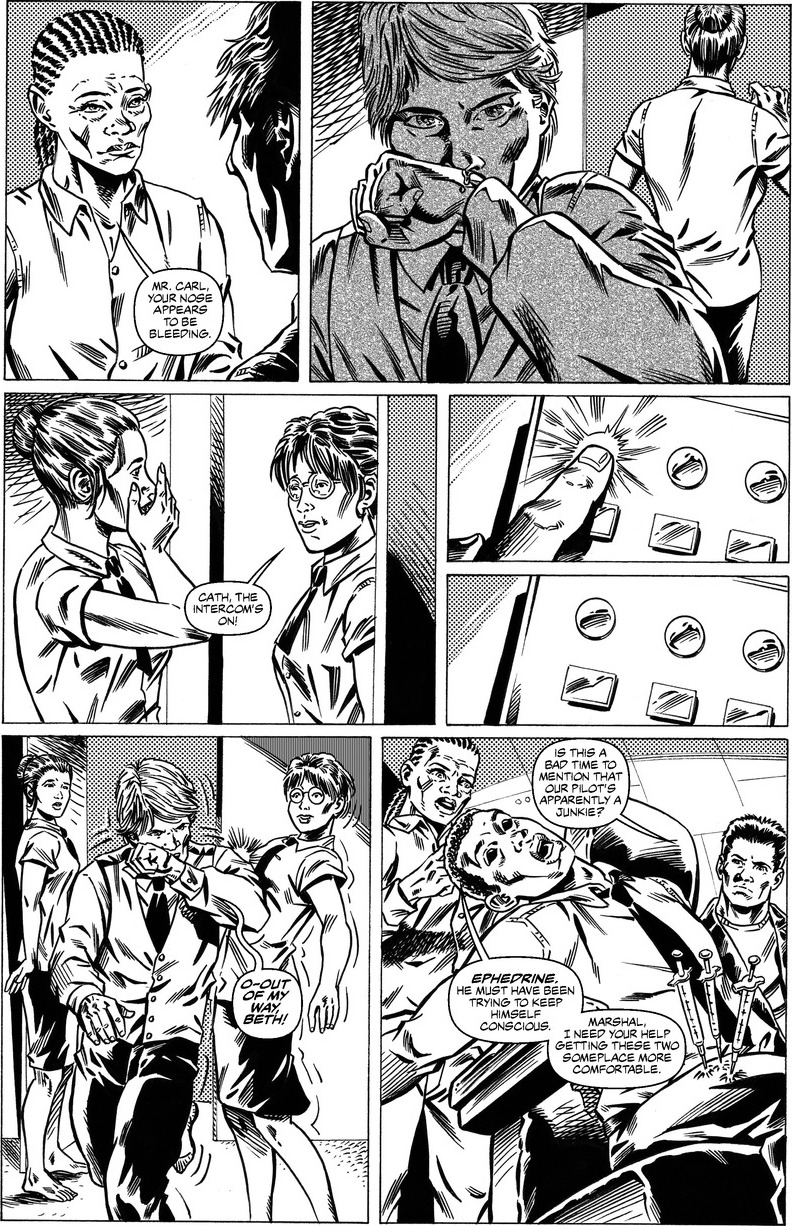 MR. CARL,
YOUR NOSE
APPEARS
TO BE
BLEEDING.
CATH, THE
INTERCOM'S
ON!
O-OUT
OF MY
WAY,
BETH!
IS THIS A
BAD TIME TO
MENTION THAT
OUR PILOT'S
APPARENTLY A
JUNKIE?
EPHEDRINE.
HE MUST HAVE BEEN
TRYING TO KEEP
HIMSELF
CONSCIOUS.
MARSHAL,
I NEED YOUR HELP
GETTING THESE TWO
SOMEPLACE MORE
COMFORTABLE.